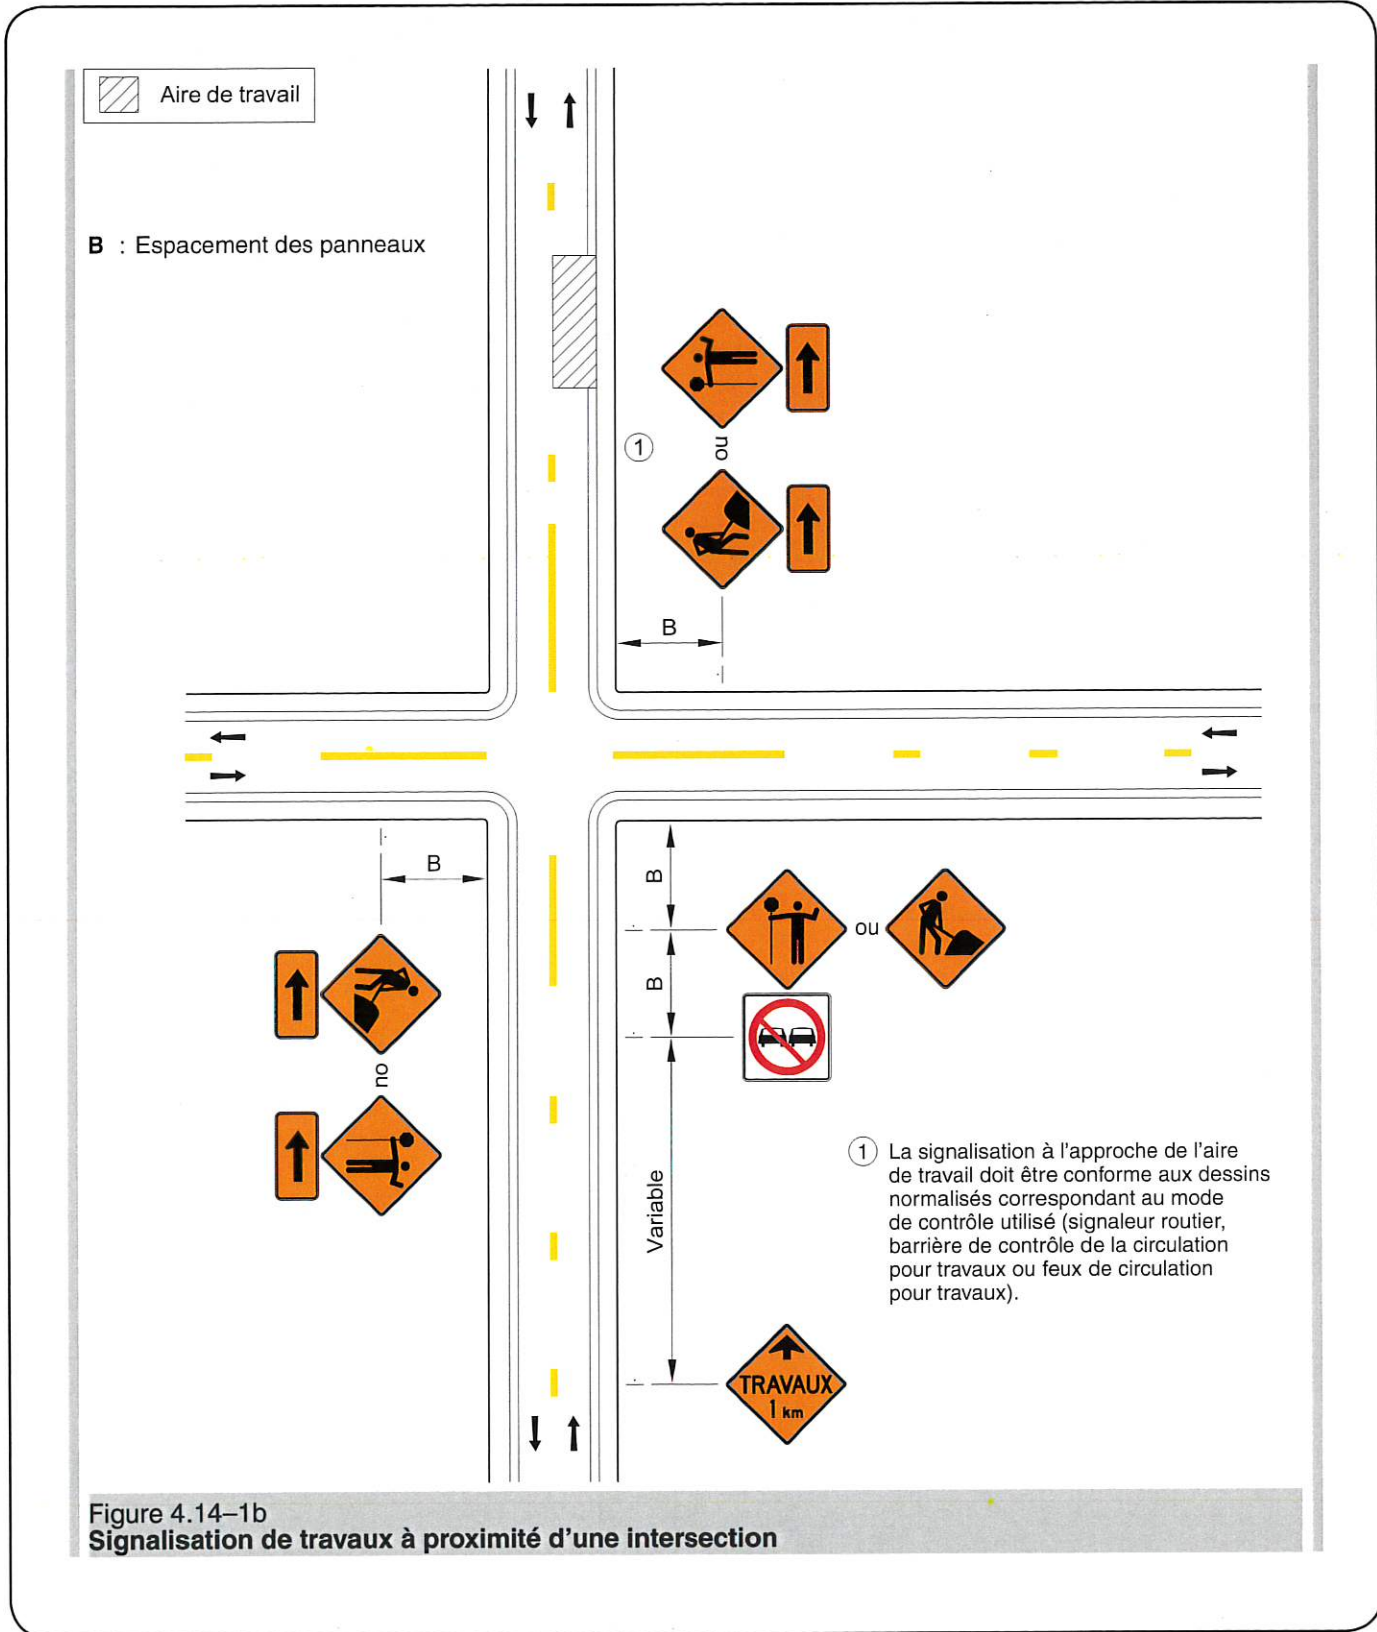 Aire de travail
B : Espacement des panneaux
1
ou
B
B
B
ou
B
B
ou
Variable
1 La signalisation à l'approche de l'aire
de travail doit être conforme aux dessins
normalisés correspondant au mode
de contrôle utilisé (signaleur routier,
barrière de contrôle de la circulation
pour travaux ou feux de circulation
pour travaux).
TRAVAUX
1 km
Figure 4.14–1b
Signalisation de travaux à proximité d'une intersection